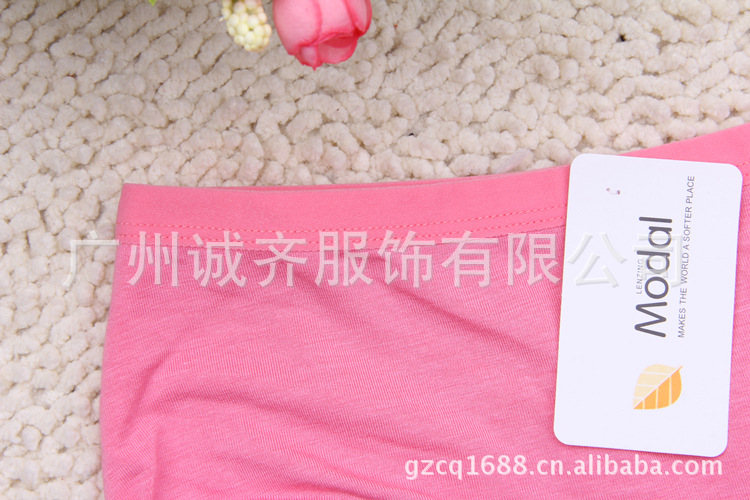 广州诚齐服饰有限公司
LENZING
Modal
MAKES THE WORLD A SOFTER PLACE
gzcq1688.cn.alibaba.com